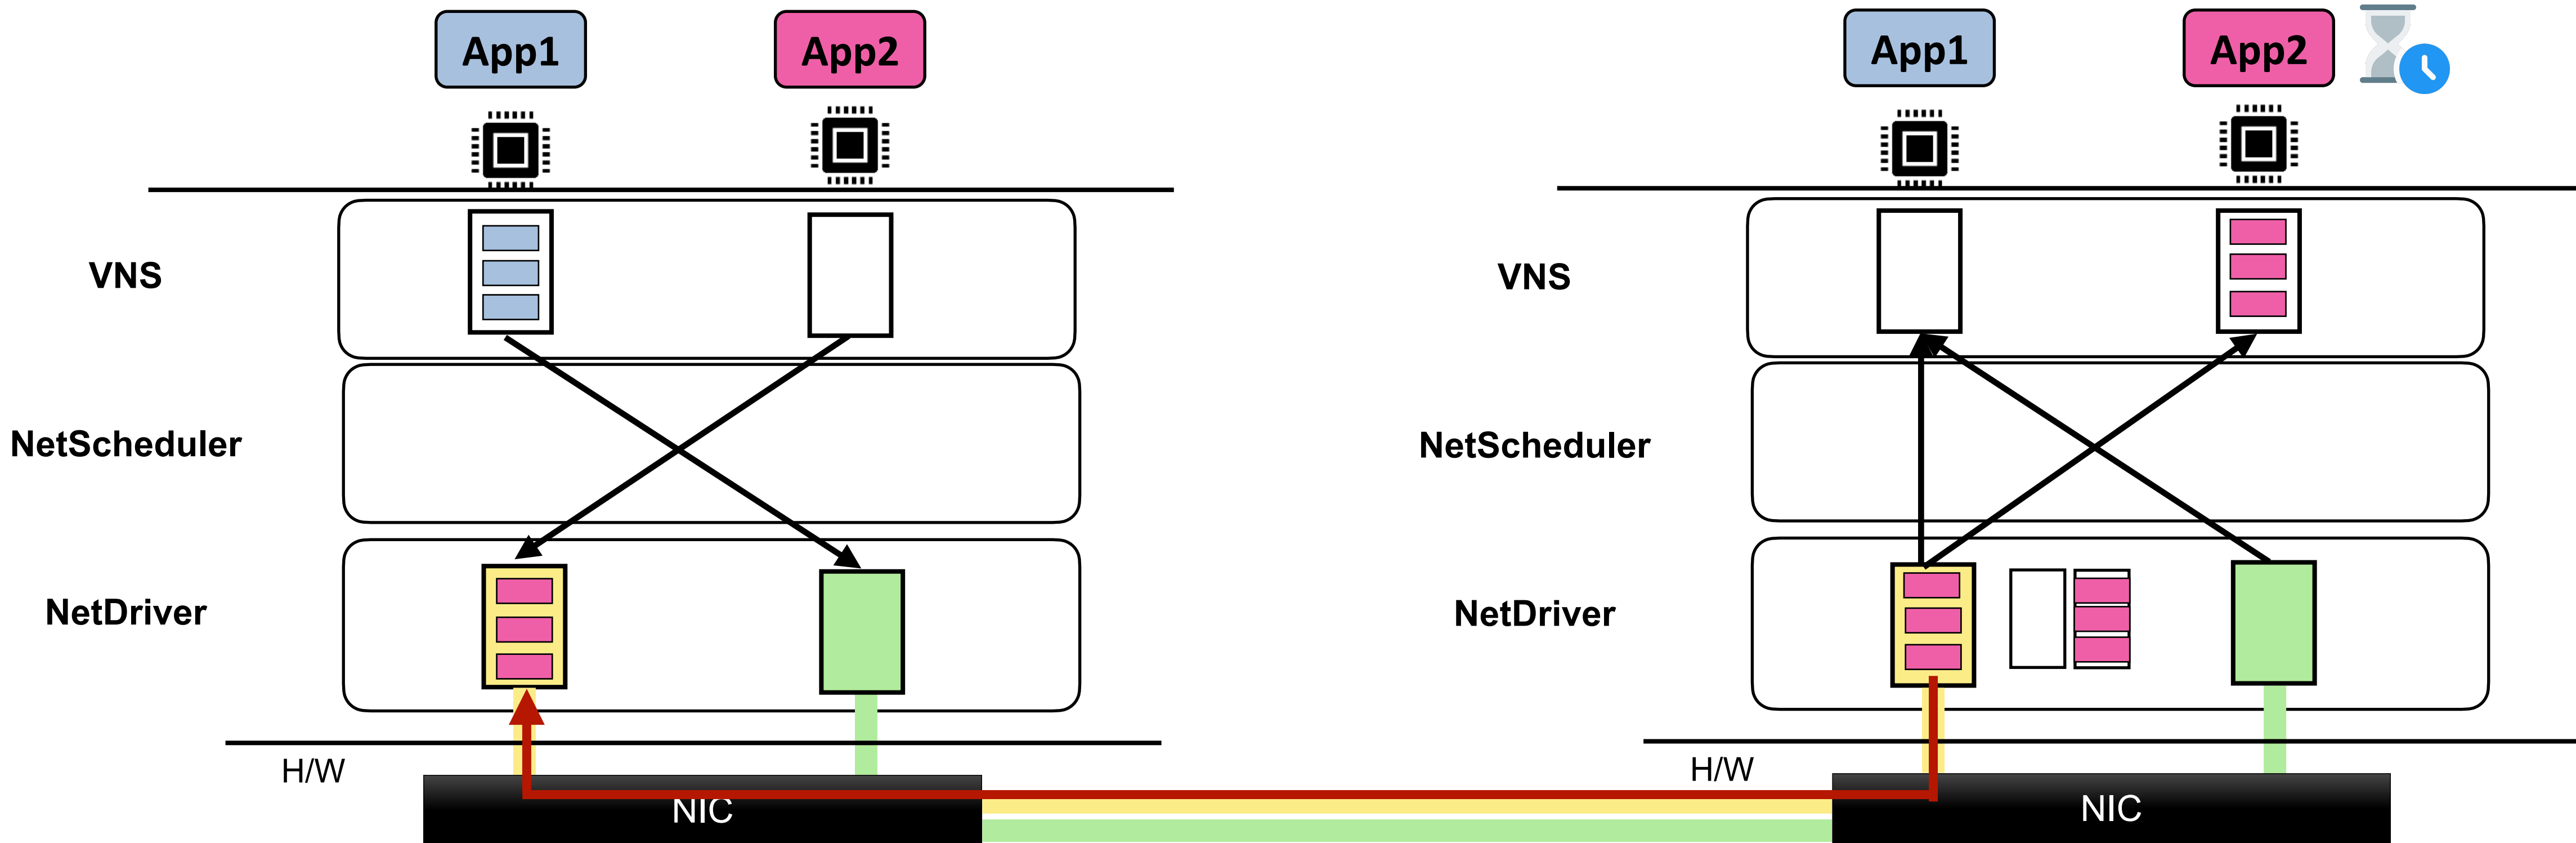 App1
App2
VNS
NetScheduler
NetDriver
H/W
NIC
App1
App2
VNS
NetScheduler
NetDriver
H/W
NIC